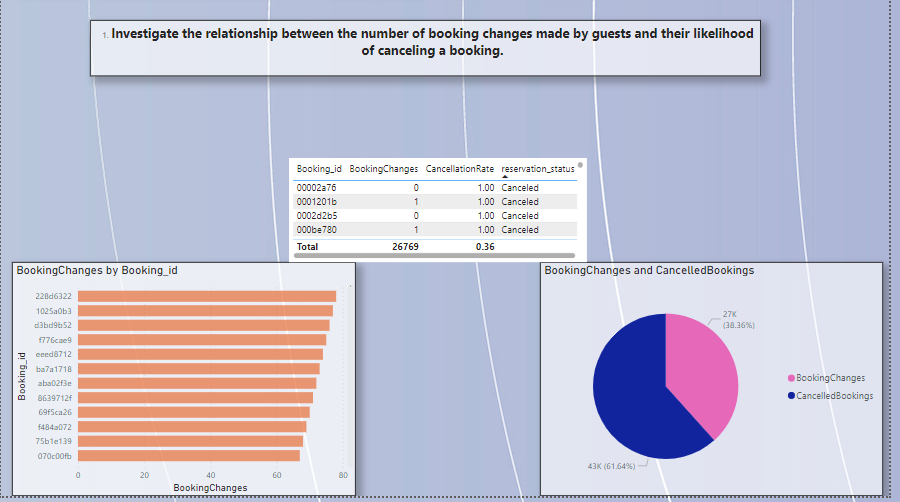 1. Investigate the relationship between the number of booking changes made by guests and their likelihood
of canceling a booking.
Booking_id BookingChanges CancellationRate reservation_status
00002a76 0 1.00 Canceled
0001201b 1 1.00 Canceled
0002d2b5 0 1.00 Canceled
000be780 1 1.00 Canceled
Total 26769 0.36
BookingChanges by Booking_id
Booking_id
228d6322
1025a0b3
d3bd9b52
f776cae9
eeed8712
ba7a1718
aba02f3e
8639712f
69f5ca26
f484a072
75b1e139
070c00fb
0 20 40 60 80
BookingChanges
BookingChanges and CancelledBookings
27K
(38.36%)
43K (61.64%)
BookingChanges
CancelledBookings